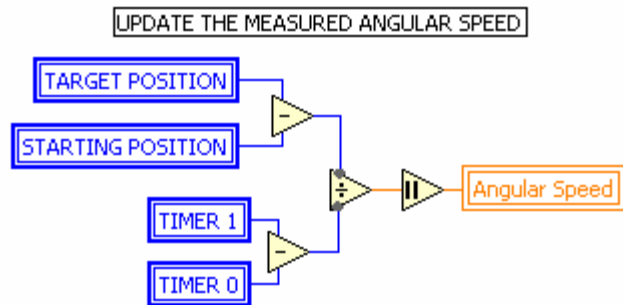 UPDATE THE MEASURED ANGULAR SPEED
TARGET POSITION
-
STARTING POSITION
÷
Angular Speed
TIMER 1
-
TIMER 0